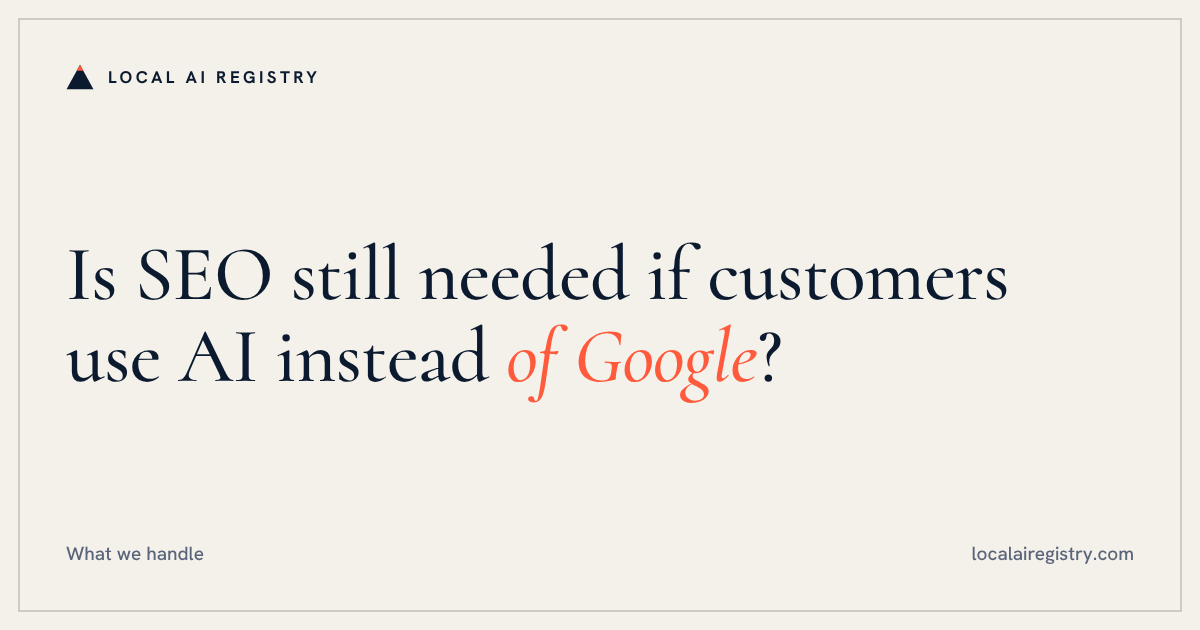 LOCAL AI REGISTRY
Is SEO still needed if customers
use AI instead of Google?
What we handle
localairegistry.com